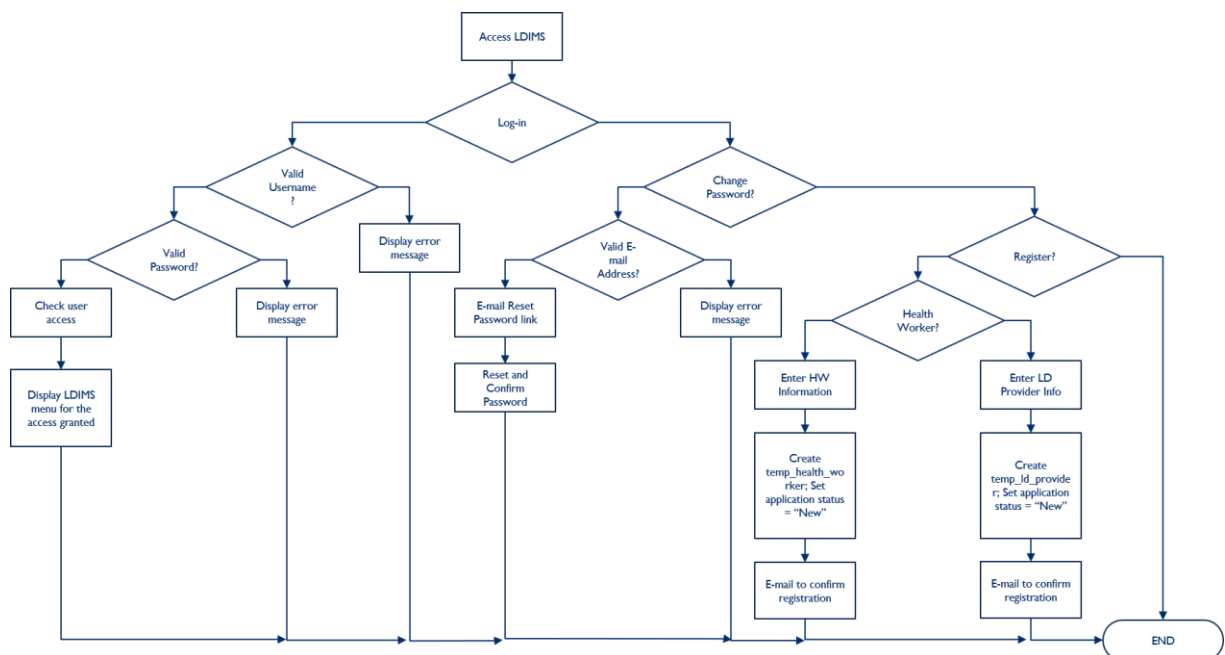 Access LDIMS
Log-in
Valid
Username
?
Change
Password?
Valid
Password?
Display error
message
Valid E-
mail
Address?
Register?
Check user
access
Display error
message
E-mail Reset
Password link
Display error
message
Health
Worker?
Display LDIMS
menu for the
access granted
Reset and
Confirm
Password
Enter HW
Information
Enter LD
Provider Info
Create
temp_health_wo
rker; Set
application status
= “New”
Create
temp_ld_provide
r; Set application
status = “New”
E-mail to confirm
registration
E-mail to confirm
registration
END